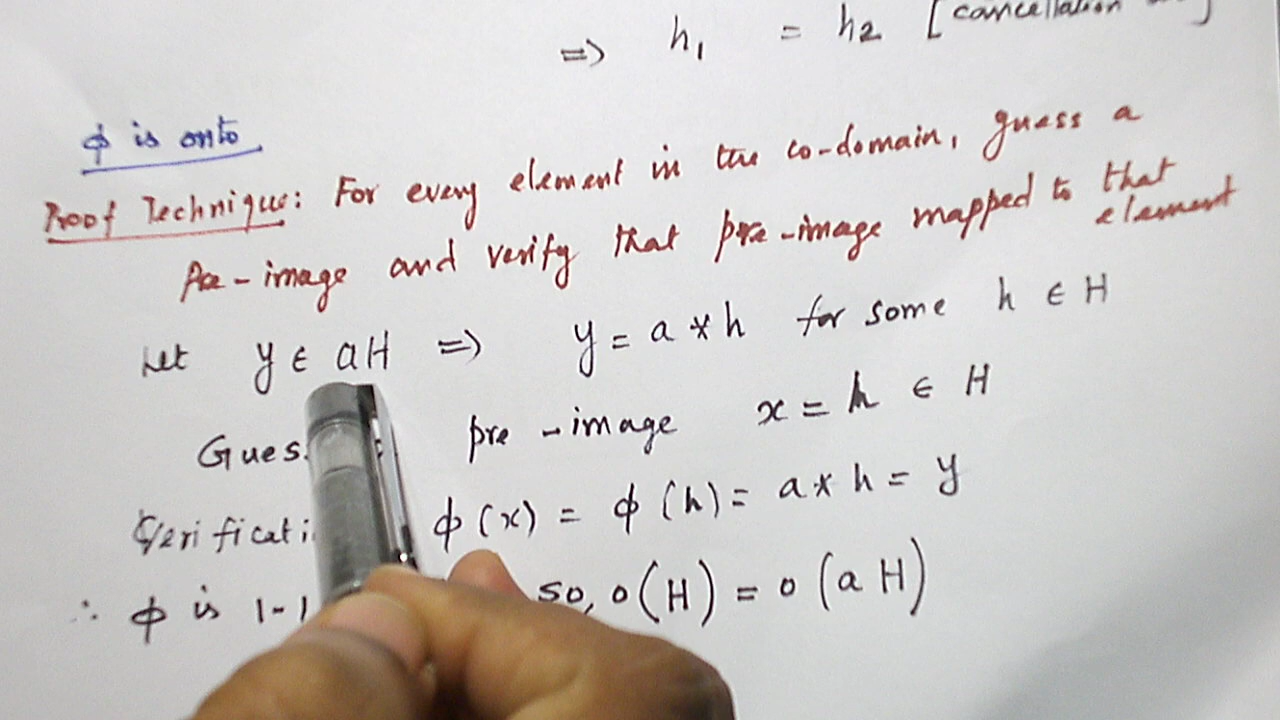 => h₁ = h₂ [cancellation
ϕ is onto
Proof Technique: For every element in the co-domain, guess a
Pre-image and verify that pre-image mapped to that
element
Let y ∈ aH => y = a * h for some h ∈ H
pre-image x = h ∈ H
ϕ(x) = ϕ(h) = a * h = y
∴ ϕ is 1-1 so, o(H) = o(aH)